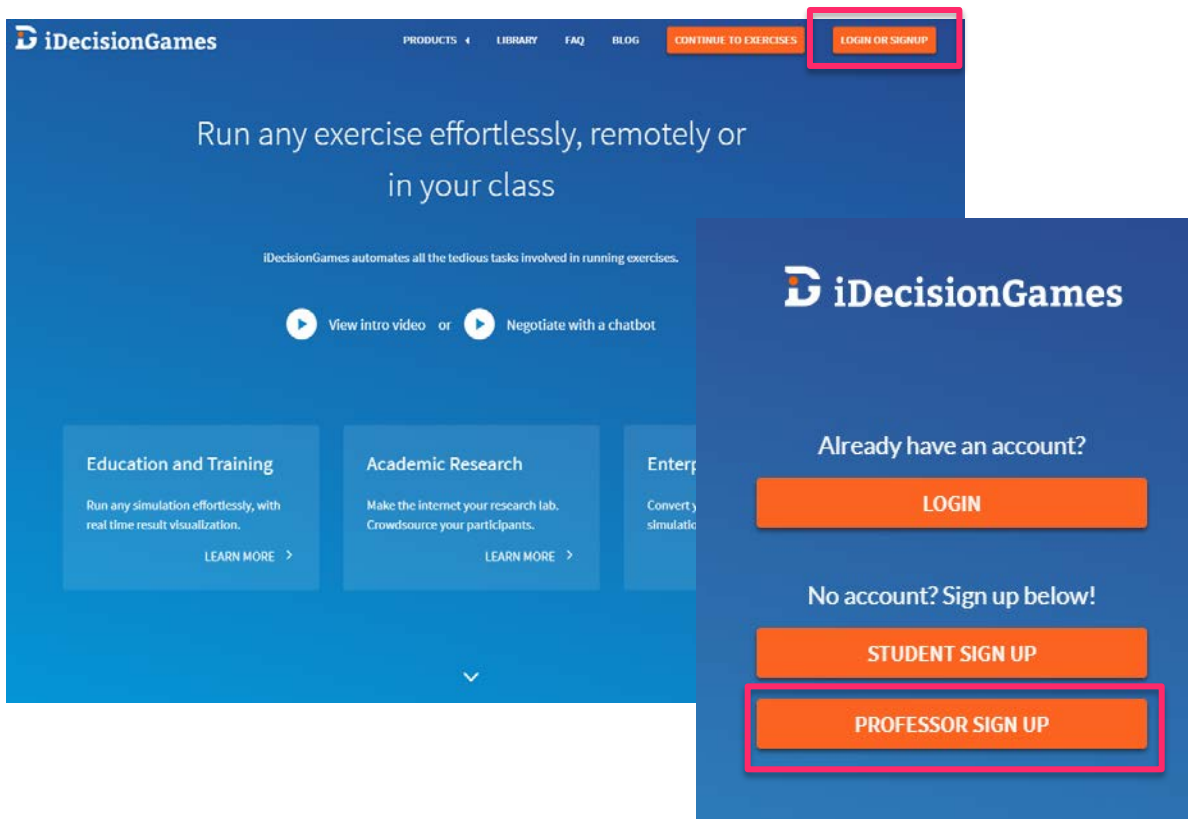 iDecisionGames
PRODUCTS LIBRARY FAQ BLOG CONTINUE TO EXERCISES LOGIN OR SIGNUP
Run any exercise effortlessly, remotely or
in your class
iDecisionGames automates all the tedious tasks involved in running exercises.
View intro video or Negotiate with a chatbot
Education and Training
Run any simulation effortlessly, with
real time result visualization.
LEARN MORE
Academic Research
Make the internet your research lab.
Crowdsource your participants.
LEARN MORE
Enterp
Convert y
simulatio
iDecisionGames
Already have an account?
LOGIN
No account? Sign up below!
STUDENT SIGN UP
PROFESSOR SIGN UP